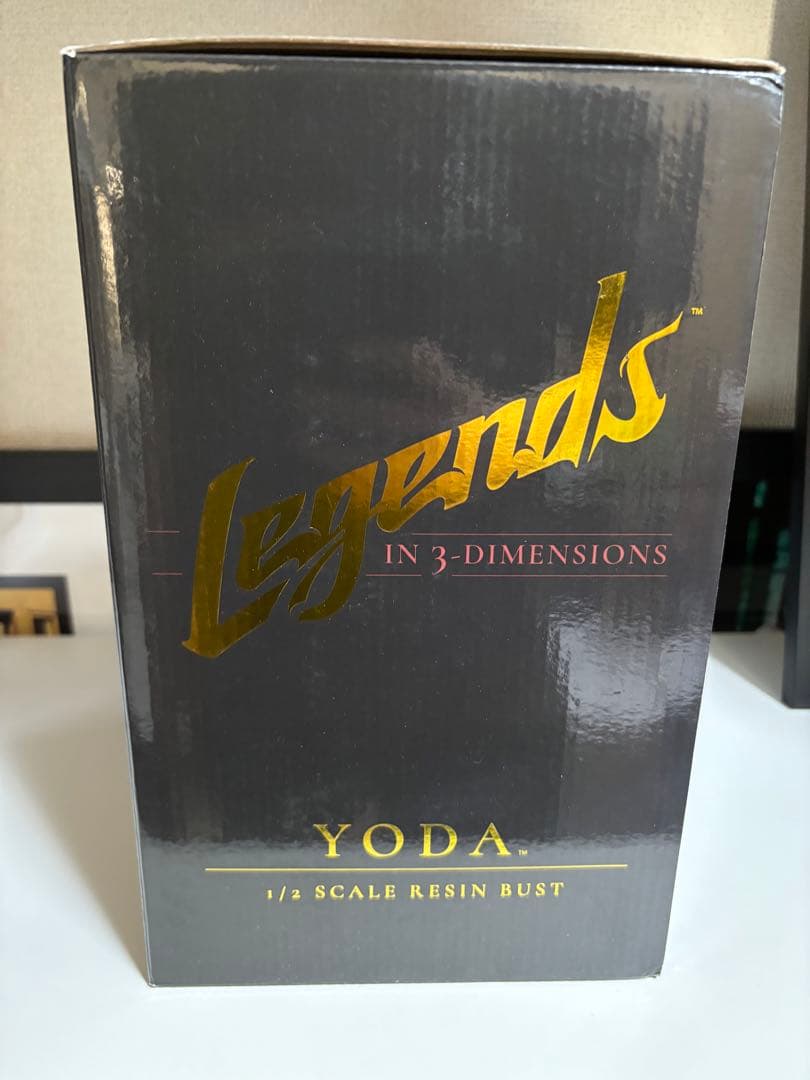 Legends™
IN 3-DIMENSIONS
YODA™
1/2 SCALE RESIN BUST